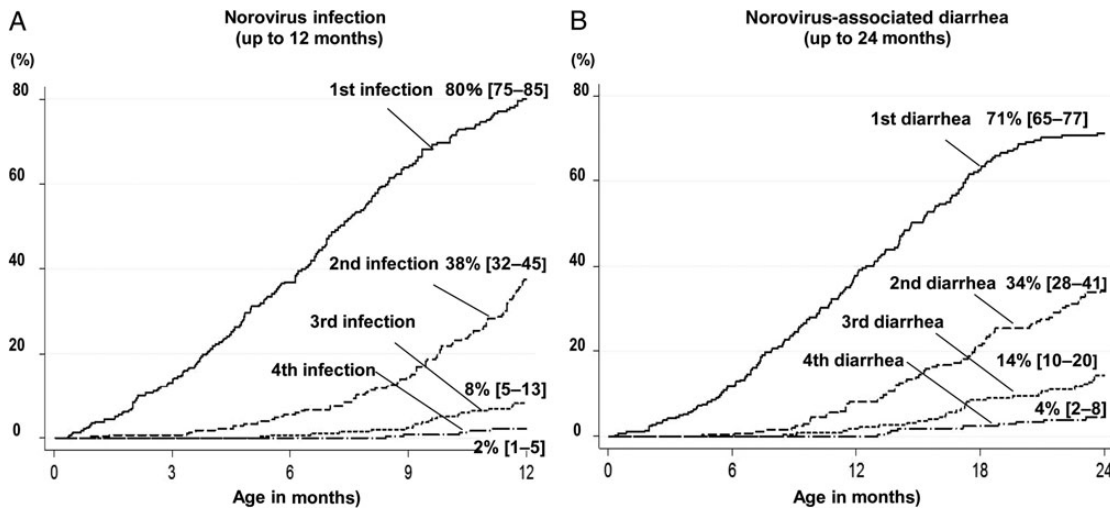 A
Norovirus infection
(up to 12 months)
(%)
80
60
40
20
0
1st infection 80% [75–85]
2nd infection 38% [32–45]
3rd infection
4th infection
8% [5–13]
2% [1–5]
0 3 6 9 12
Age in months)
B
Norovirus-associated diarrhea
(up to 24 months)
(%)
80
60
40
20
0
1st diarrhea 71% [65–77]
2nd diarrhea 34% [28–41]
3rd diarrhea
14% [10–20]
4th diarrhea
4% [2–8]
0 6 12 18 24
Age in months)